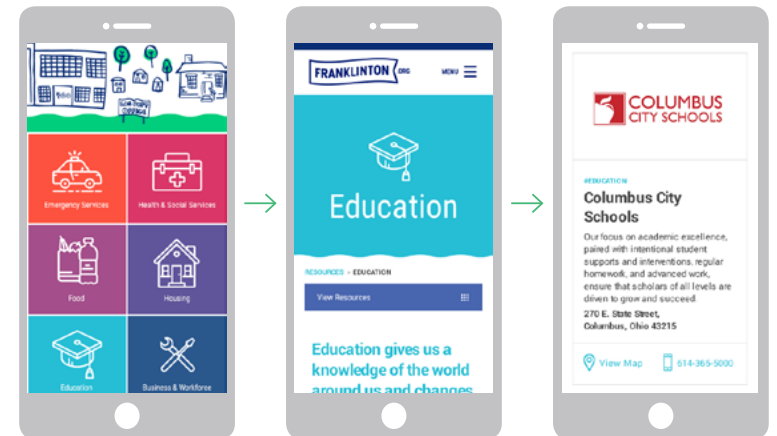 Emergency Services
Health & Social Services
Food
Housing
Education
Business & Workforce
FRANKLINTON .ORG
MENU
Education
RESOURCES > EDUCATION
View Resources
Education gives us a
knowledge of the world
around us and changes
COLUMBUS
CITY SCHOOLS
#EDUCATION
Columbus City
Schools
Our focus on academic excellence,
paired with intentional student
supports and interventions, regular
homework, and advanced work,
ensure that scholars of all levels are
driven to grow and succeed.
270 E. State Street,
Columbus, Ohio 43215
View Map
614-365-5000